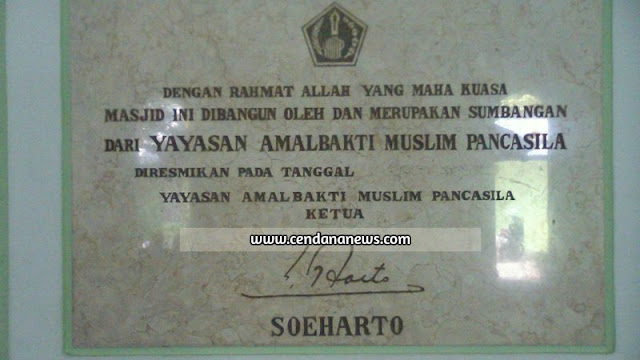 DENGAN RAHMAT ALLAH YANG MAHA KUASA
MASJID INI DIBANGUN OLEH DAN MERUPAKAN SUMBANGAN
DARI YAYASAN AMALBAKTI MUSLIM PANCASILA
DIRESMIKAN PADA TANGGAL
YAYASAN AMALBAKTI MUSLIM PANCASILA
KETUA
www.cendananews.com
SOEHARTO